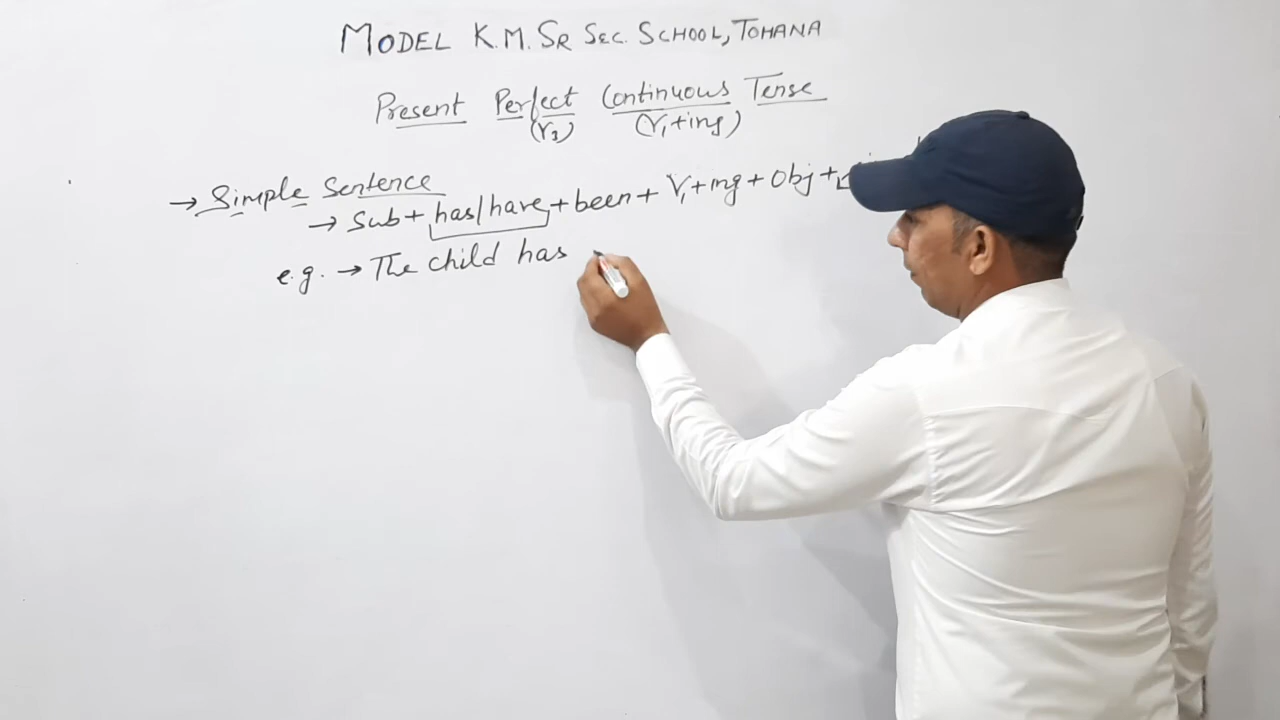 MODEL K.M. SR SEC. SCHOOL, TOHANA
Present Perfect Continuous Tense
(V3) (V1+ing)
→ Simple Sentence
→ Sub + has/have + been + V1 + ing + Obj +
e.g. → The child has